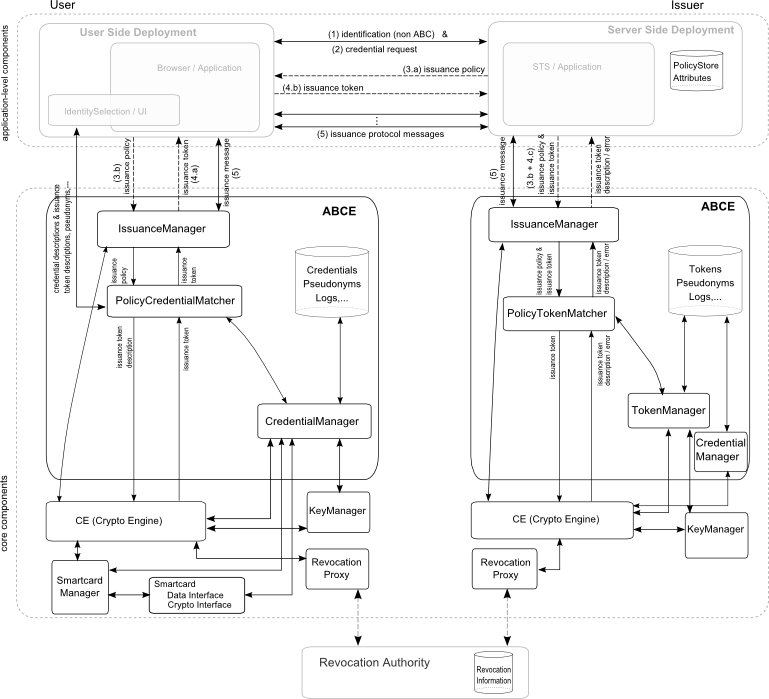 User
Issuer
application-level components
User Side Deployment
Browser / Application
IdentitySelection / UI
(1) identification (non ABC)   &
(2) credential request
(3.a) issuance policy
(4.b) issuance token
⋮
(5) issuance protocol messages
Server Side Deployment
STS / Application
PolicyStore
Attributes
(3.b)
issuance policy
issuance token
(4.a)
issuance message
(5)
(5)
issuance message
(3.b + 4.c)
issuance policy &
issuance token
issuance token
description / error
core components
credential descriptions & issuance
token descriptions, pseudonyms,...
ABCE
IssuanceManager
issuance
policy
issuance
token
PolicyCredentialMatcher
Credentials
Pseudonyms
Logs,...
issuance token
description
issuance token
CredentialManager
CE (Crypto Engine)
KeyManager
Smartcard
Manager
Smartcard
Data Interface
Crypto Interface
Revocation
Proxy
ABCE
IssuanceManager
issuance policy &
issuance token
issuance token
description / error
PolicyTokenMatcher
Tokens
Pseudonyms
Logs,...
issuance token
issuance token
description / error
TokenManager
Credential
Manager
CE (Crypto Engine)
KeyManager
Revocation
Proxy
Revocation Authority
Revocation
Information